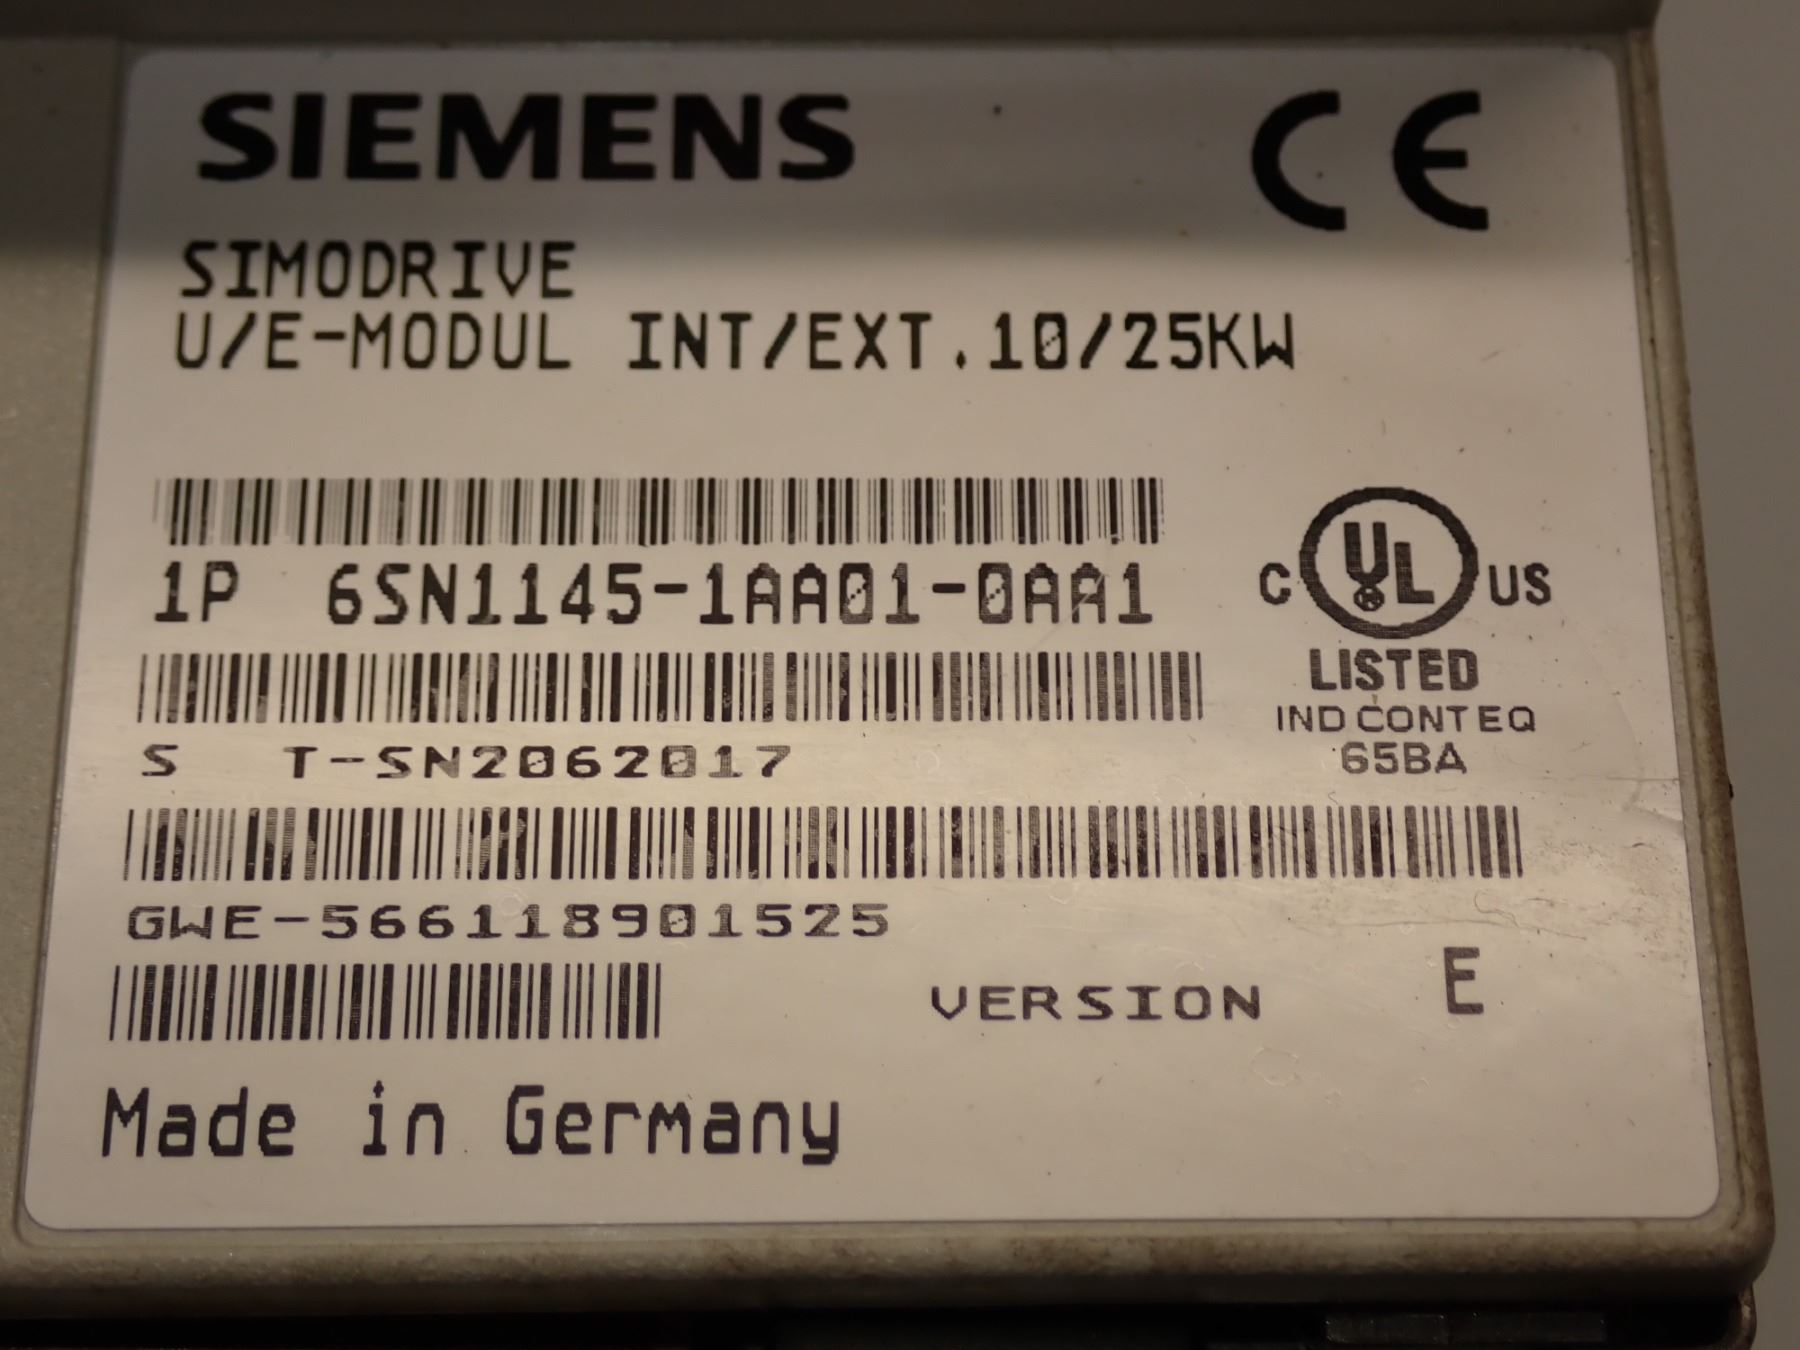 SIEMENS CE
SIMODRIVE
U/E-MODUL INT/EXT.10/25KW
1P 6SN1145-1AA01-0AA1
C UL US
LISTED
IND CONT EQ
65BA
S T-SN2062017
GWE-566118901525
VERSION E
Made in Germany